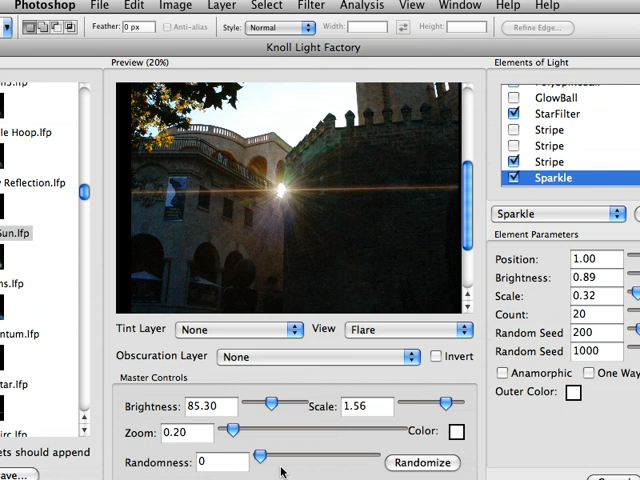 Photoshop File Edit Image Layer Select Filter Analysis View Window Help Help
Feather: 0 px Anti-alias Style: Normal Width: Height: Refine Edge...
Knoll Light Factory
Preview (20%)
Elements of Light
.lfp
le Hoop.lfp
Reflection.lfp
Sun.lfp
ns.lfp
ntum.lfp
tar.lfp
irc.lfp
ets should append
ave...
GlowBall
StarFilter
Stripe
Stripe
Stripe
Sparkle
Sparkle
Element Parameters
Position: 1.00
Brightness: 0.89
Scale: 0.32
Count: 20
Random Seed 200
Random Seed 1000
Anamorphic One Way
Outer Color:
Tint Layer None View Flare
Obscuration Layer None Invert
Master Controls
Brightness: 85.30 Scale: 1.56
Zoom: 0.20 Color:
Randomness: 0 Randomize